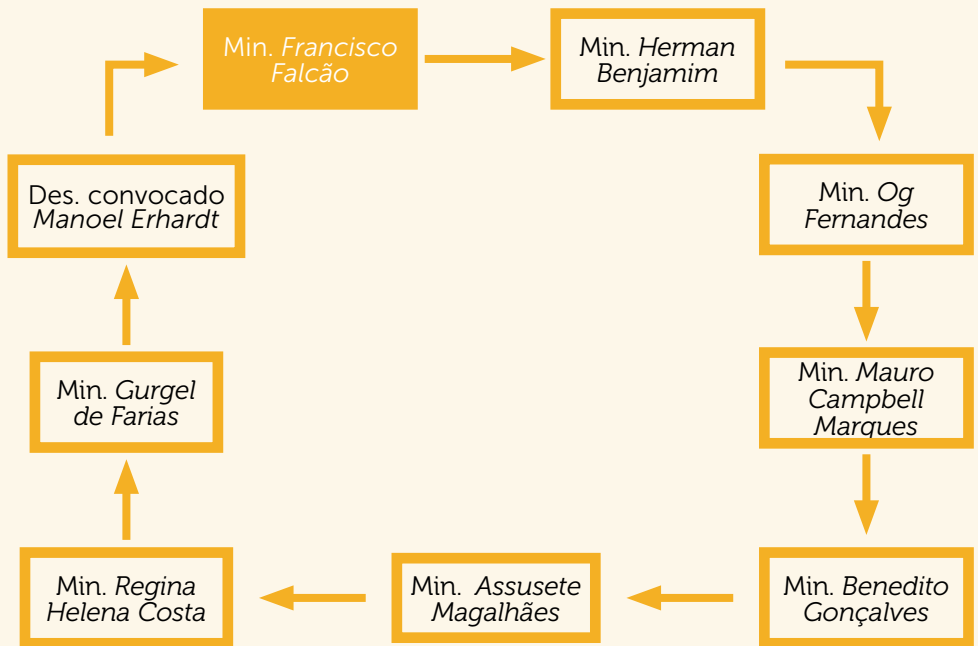 Min. Francisco
Falcão
Min. Herman
Benjamim
Min. Og
Fernandes
Min. Mauro
Campbell
Marques
Min. Benedito
Gonçalves
Min. Assusete
Magalhães
Min. Regina
Helena Costa
Min. Gurgel
de Farias
Des. convocado
Manoel Erhardt